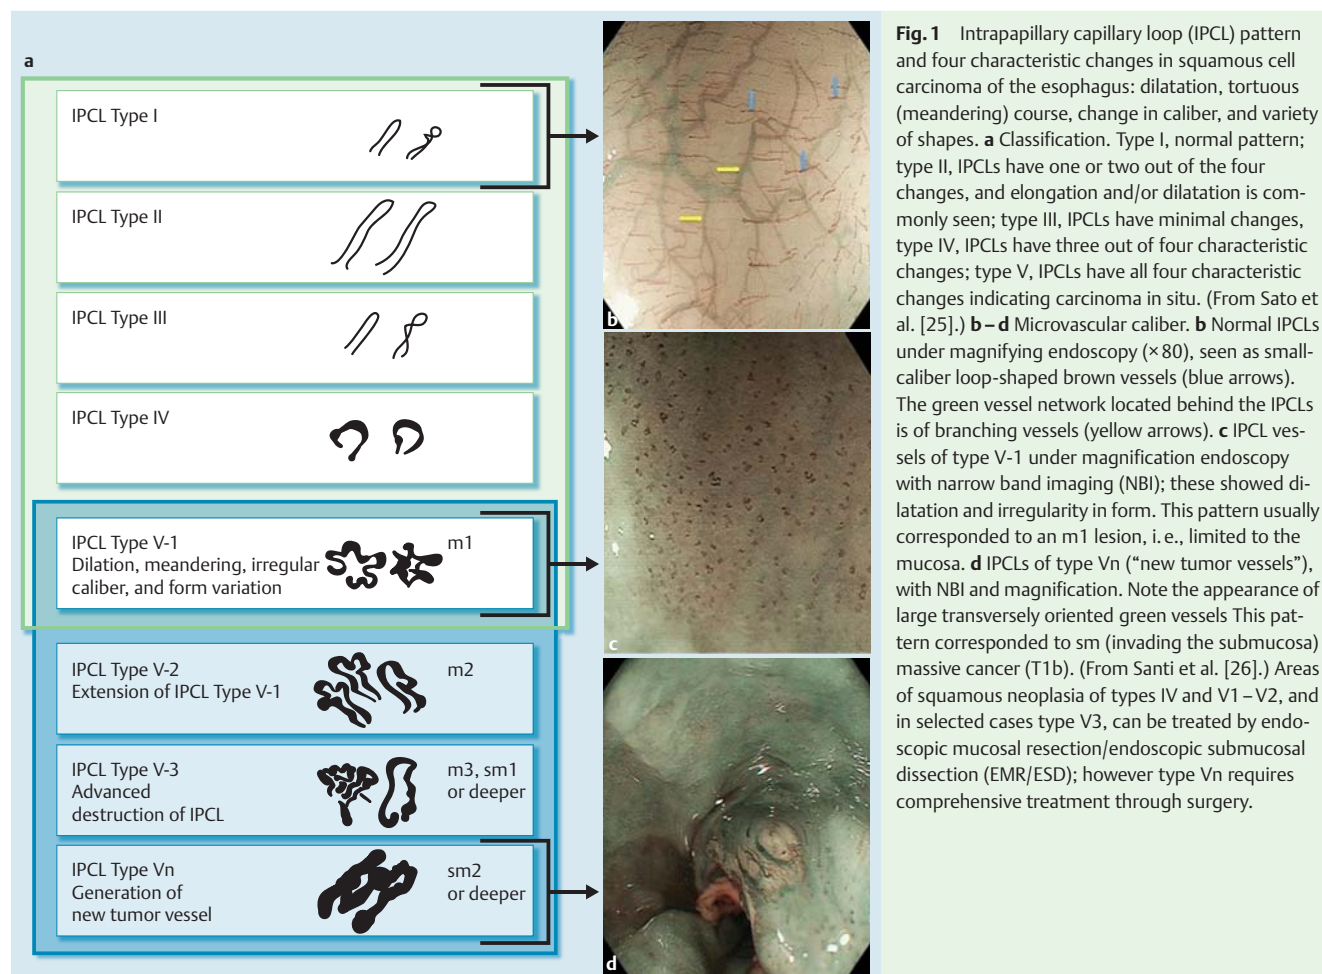 a
IPCL Type I
IPCL Type II
IPCL Type III
IPCL Type IV
IPCL Type V-1
Dilation, meandering, irregular
caliber, and form variation
m1
IPCL Type V-2
Extension of IPCL Type V-1
m2
IPCL Type V-3
Advanced
destruction of IPCL
m3, sm1
or deeper
IPCL Type Vn
Generation of
new tumor vessel
sm2
or deeper
b
c
d
Fig. 1 Intrapapillary capillary loop (IPCL) pattern
and four characteristic changes in squamous cell
carcinoma of the esophagus: dilatation, tortuous
(meandering) course, change in caliber, and variety
of shapes. a Classification. Type I, normal pattern;
type II, IPCLs have one or two out of the four
changes, and elongation and/or dilatation is com-
monly seen; type III, IPCLs have minimal changes,
type IV, IPCLs have three out of four characteristic
changes; type V, IPCLs have all four characteristic
changes indicating carcinoma in situ. (From Sato et
al. [25].) b – d Microvascular caliber. b Normal IPCLs
under magnifying endoscopy (× 80), seen as small-
caliber loop-shaped brown vessels (blue arrows).
The green vessel network located behind the IPCLs
is of branching vessels (yellow arrows). c IPCL ves-
sels of type V-1 under magnification endoscopy
with narrow band imaging (NBI); these showed di-
latation and irregularity in form. This pattern usually
corresponded to an m1 lesion, i. e., limited to the
mucosa. d IPCLs of type Vn (“new tumor vessels”),
with NBI and magnification. Note the appearance of
large transversely oriented green vessels This pat-
tern corresponded to sm (invading the submucosa)
massive cancer (T1b). (From Santi et al. [26].) Areas
of squamous neoplasia of types IV and V1 – V2, and
in selected cases type V3, can be treated by endo-
scopic mucosal resection/endoscopic submucosal
dissection (EMR/ESD); however type Vn requires
comprehensive treatment through surgery.